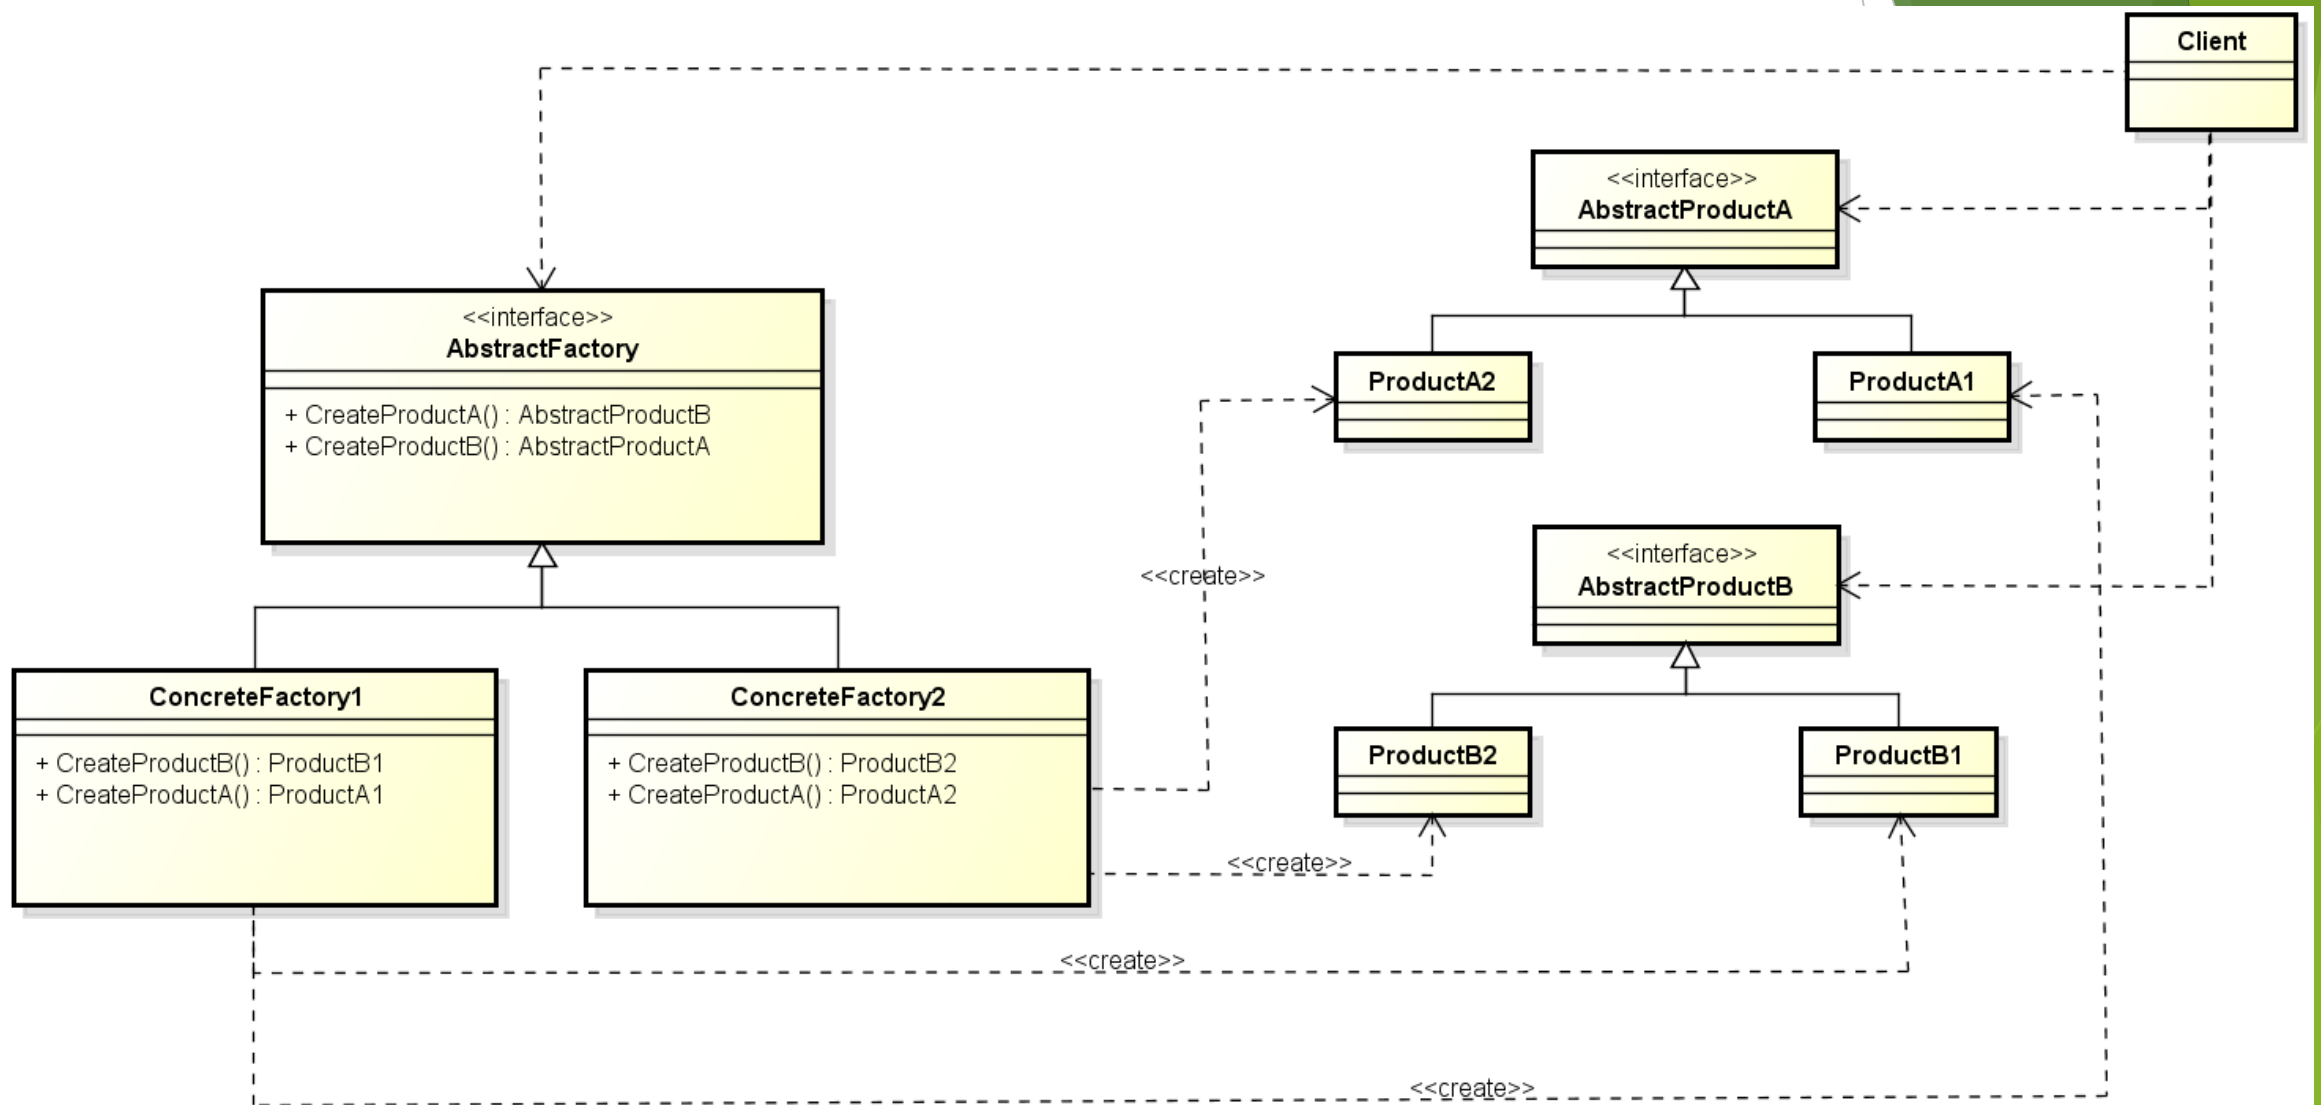 Client
<<interface>>
AbstractProductA
<<interface>>
AbstractFactory
+ CreateProductA() : AbstractProductB
+ CreateProductB() : AbstractProductA
ProductA2
ProductA1
<<interface>>
AbstractProductB
<<create>>
ConcreteFactory1
+ CreateProductB() : ProductB1
+ CreateProductA() : ProductA1
ConcreteFactory2
+ CreateProductB() : ProductB2
+ CreateProductA() : ProductA2
ProductB2
ProductB1
<<create>>
<<create>>
<<create>>